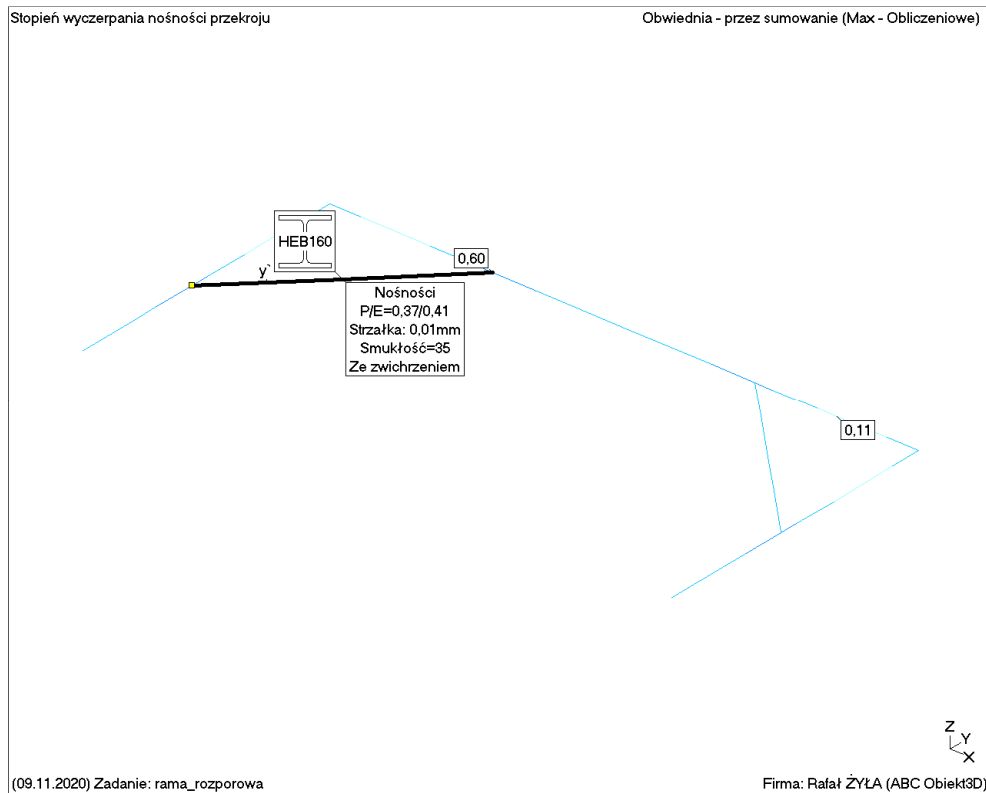 Stopień wyczerpania nośności przekroju
Obwiednia - przez sumowanie (Max - Obliczeniowe)
HEB160
y`
0,60
Nośności
P/E=0,37/0,41
Strzałka: 0,01mm
Smukłość=35
Ze zwichrzeniem
0,11
Z
Y
X
(09.11.2020) Zadanie: rama_rozporowa
Firma: Rafał ŻYŁA (ABC Obiekt3D)